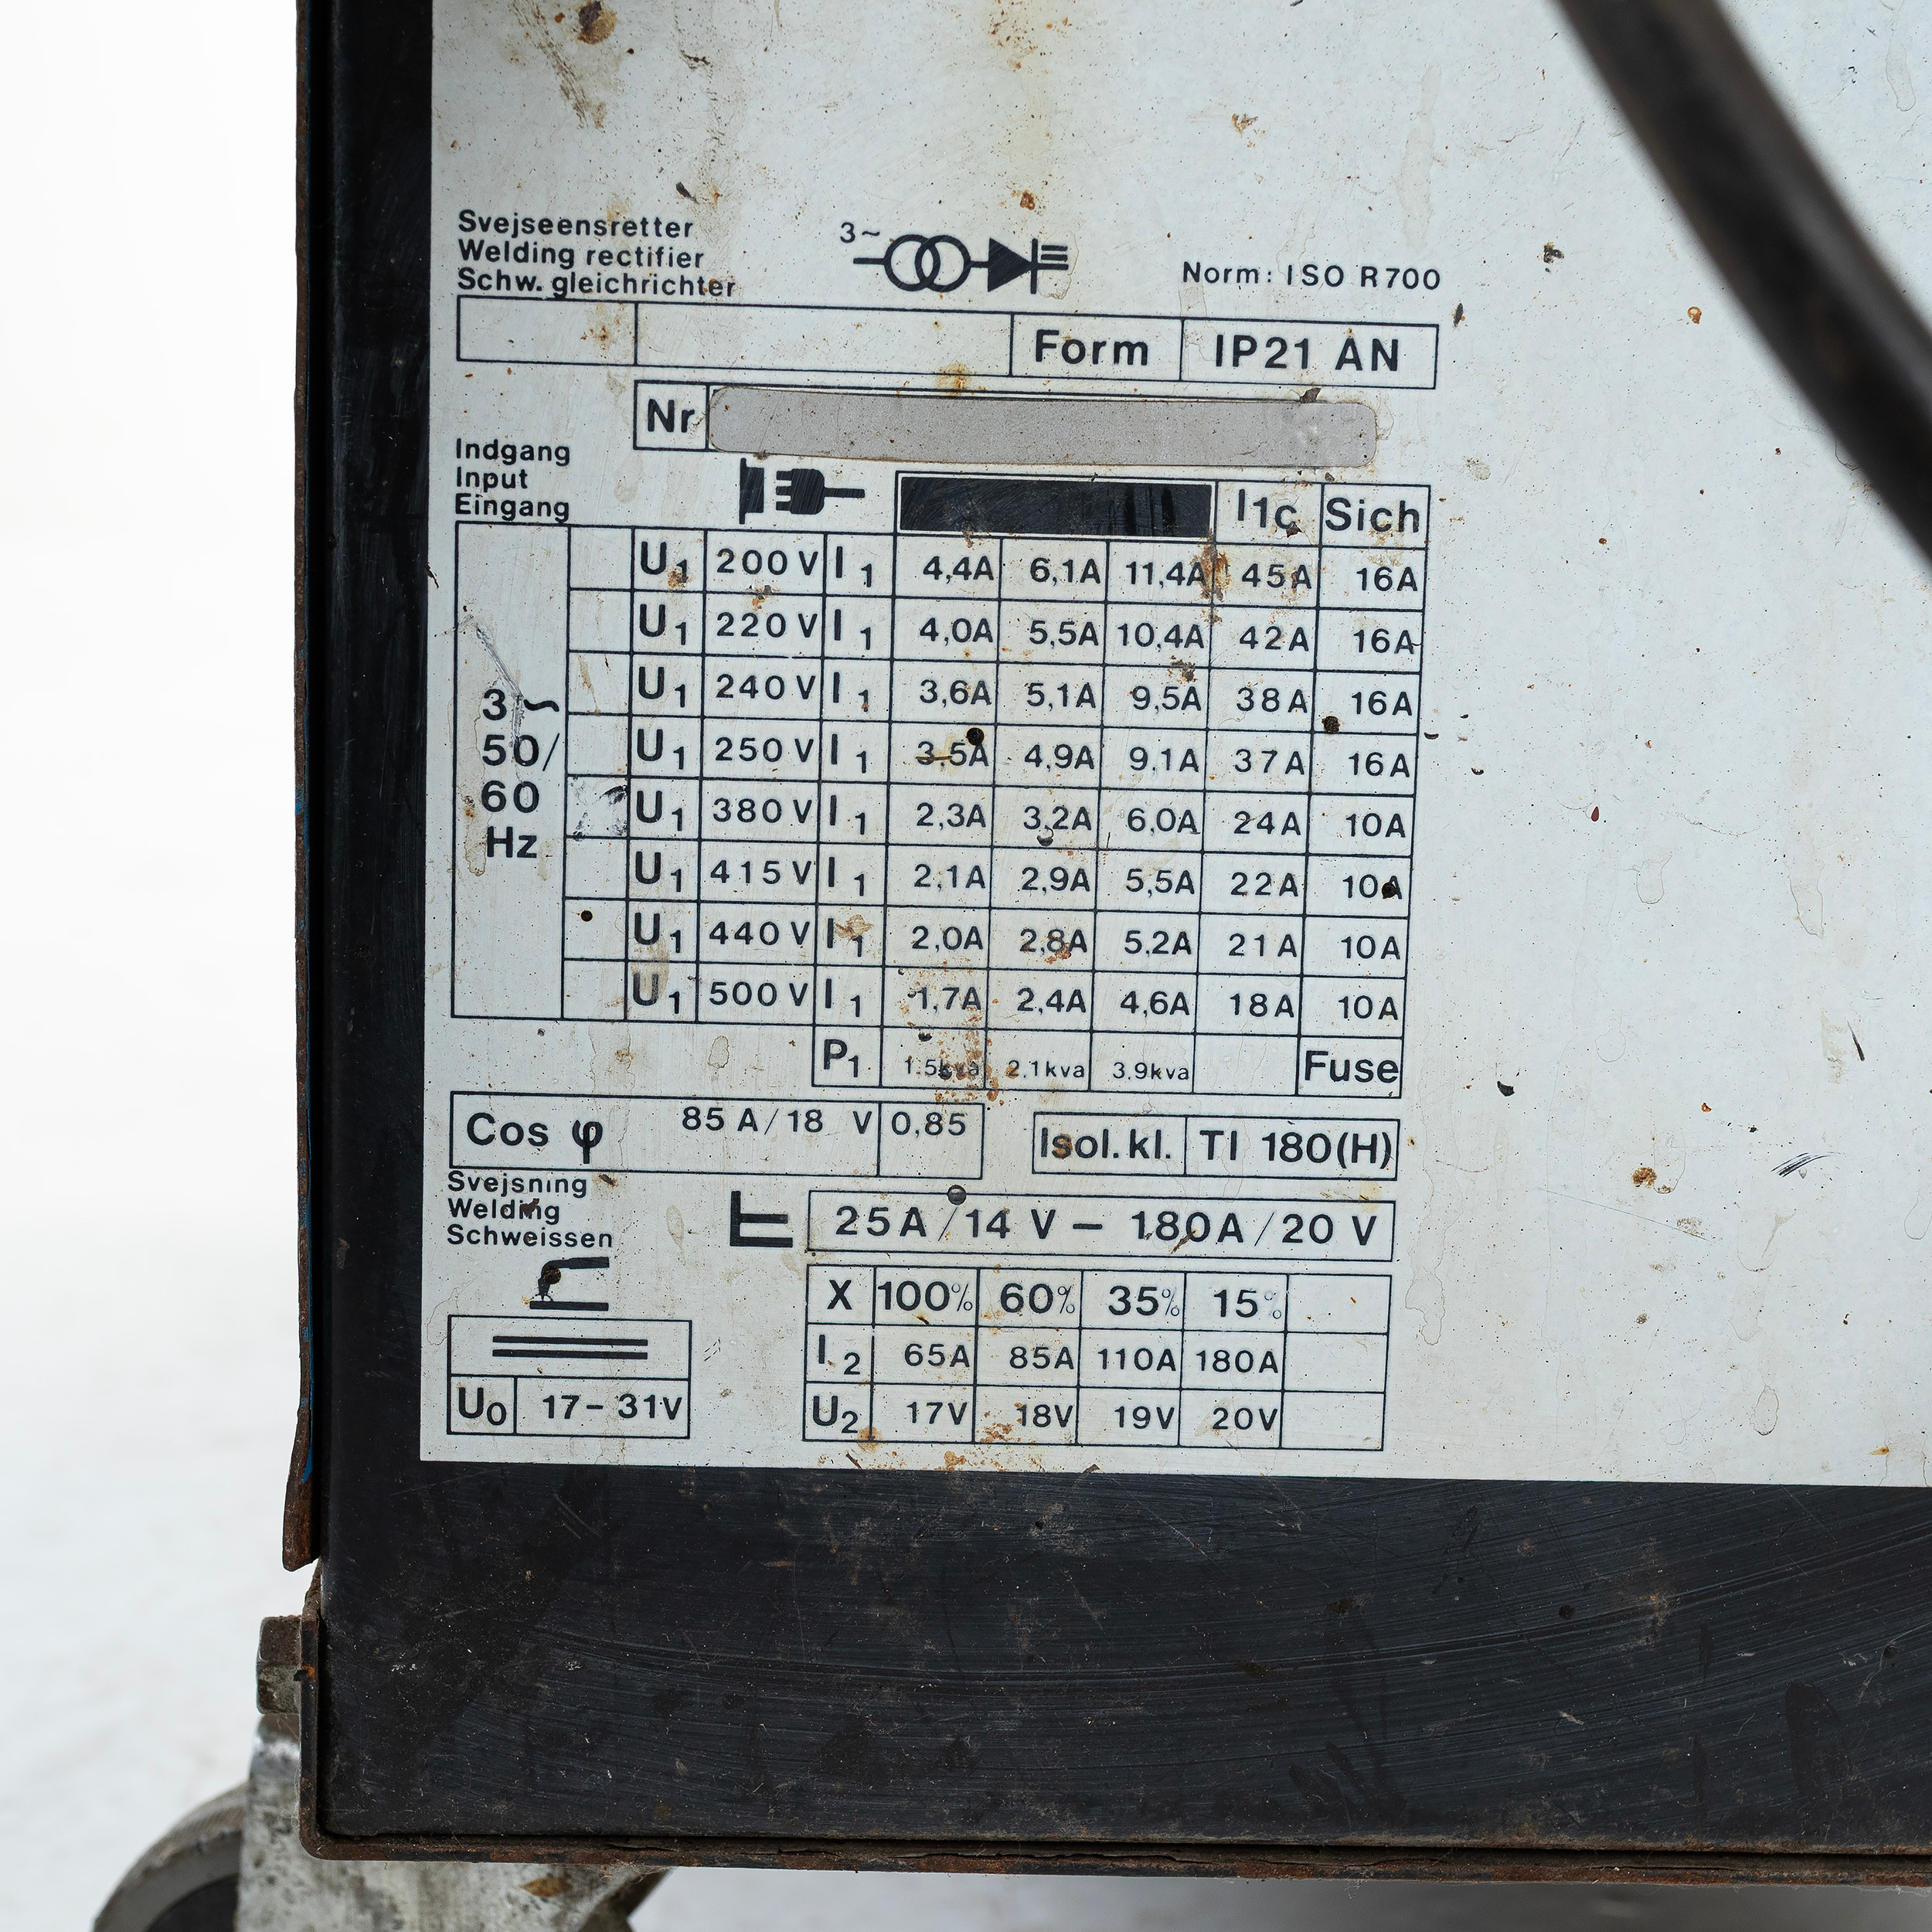 Svejseensretter
Welding rectifier
Schw. gleichrichter
3~
Norm: ISO R700
Form IP21 AN
Nr
Indgang
Input
Eingang
I1c Sich
3~
50/
60
Hz
U1 200 V I1 4,4A 6,1A 11,4A 45A 16A
U1 220 V I1 4,0A 5,5A 10,4A 42A 16A
U1 240 V I1 3,6A 5,1A 9,5A 38A 16A
U1 250 V I1 3.5A 4,9A 9.1A 37A 16A
U1 380 V I1 2,3A 3,2A 6,0A 24A 10A
U1 415 V I1 2,1A 2,9A 5,5A 22A 10A
U1 440 V I1 2,0A 2,8A 5.2A 21A 10A
U1 500 V I1 1,7A 2,4A 4,6A 18A 10A
P1 1.5kva 2.1kva 3.9kva Fuse
Cos φ 85 A/18 V 0,85
Isol.kl. TI 180(H)
Svejsning
Welding
Schweissen
25A/14 V – 180A/20 V
X 100% 60% 35% 15%
I2 65A 85A 110A 180A
U2 17V 18V 19V 20V
U0 17-31V